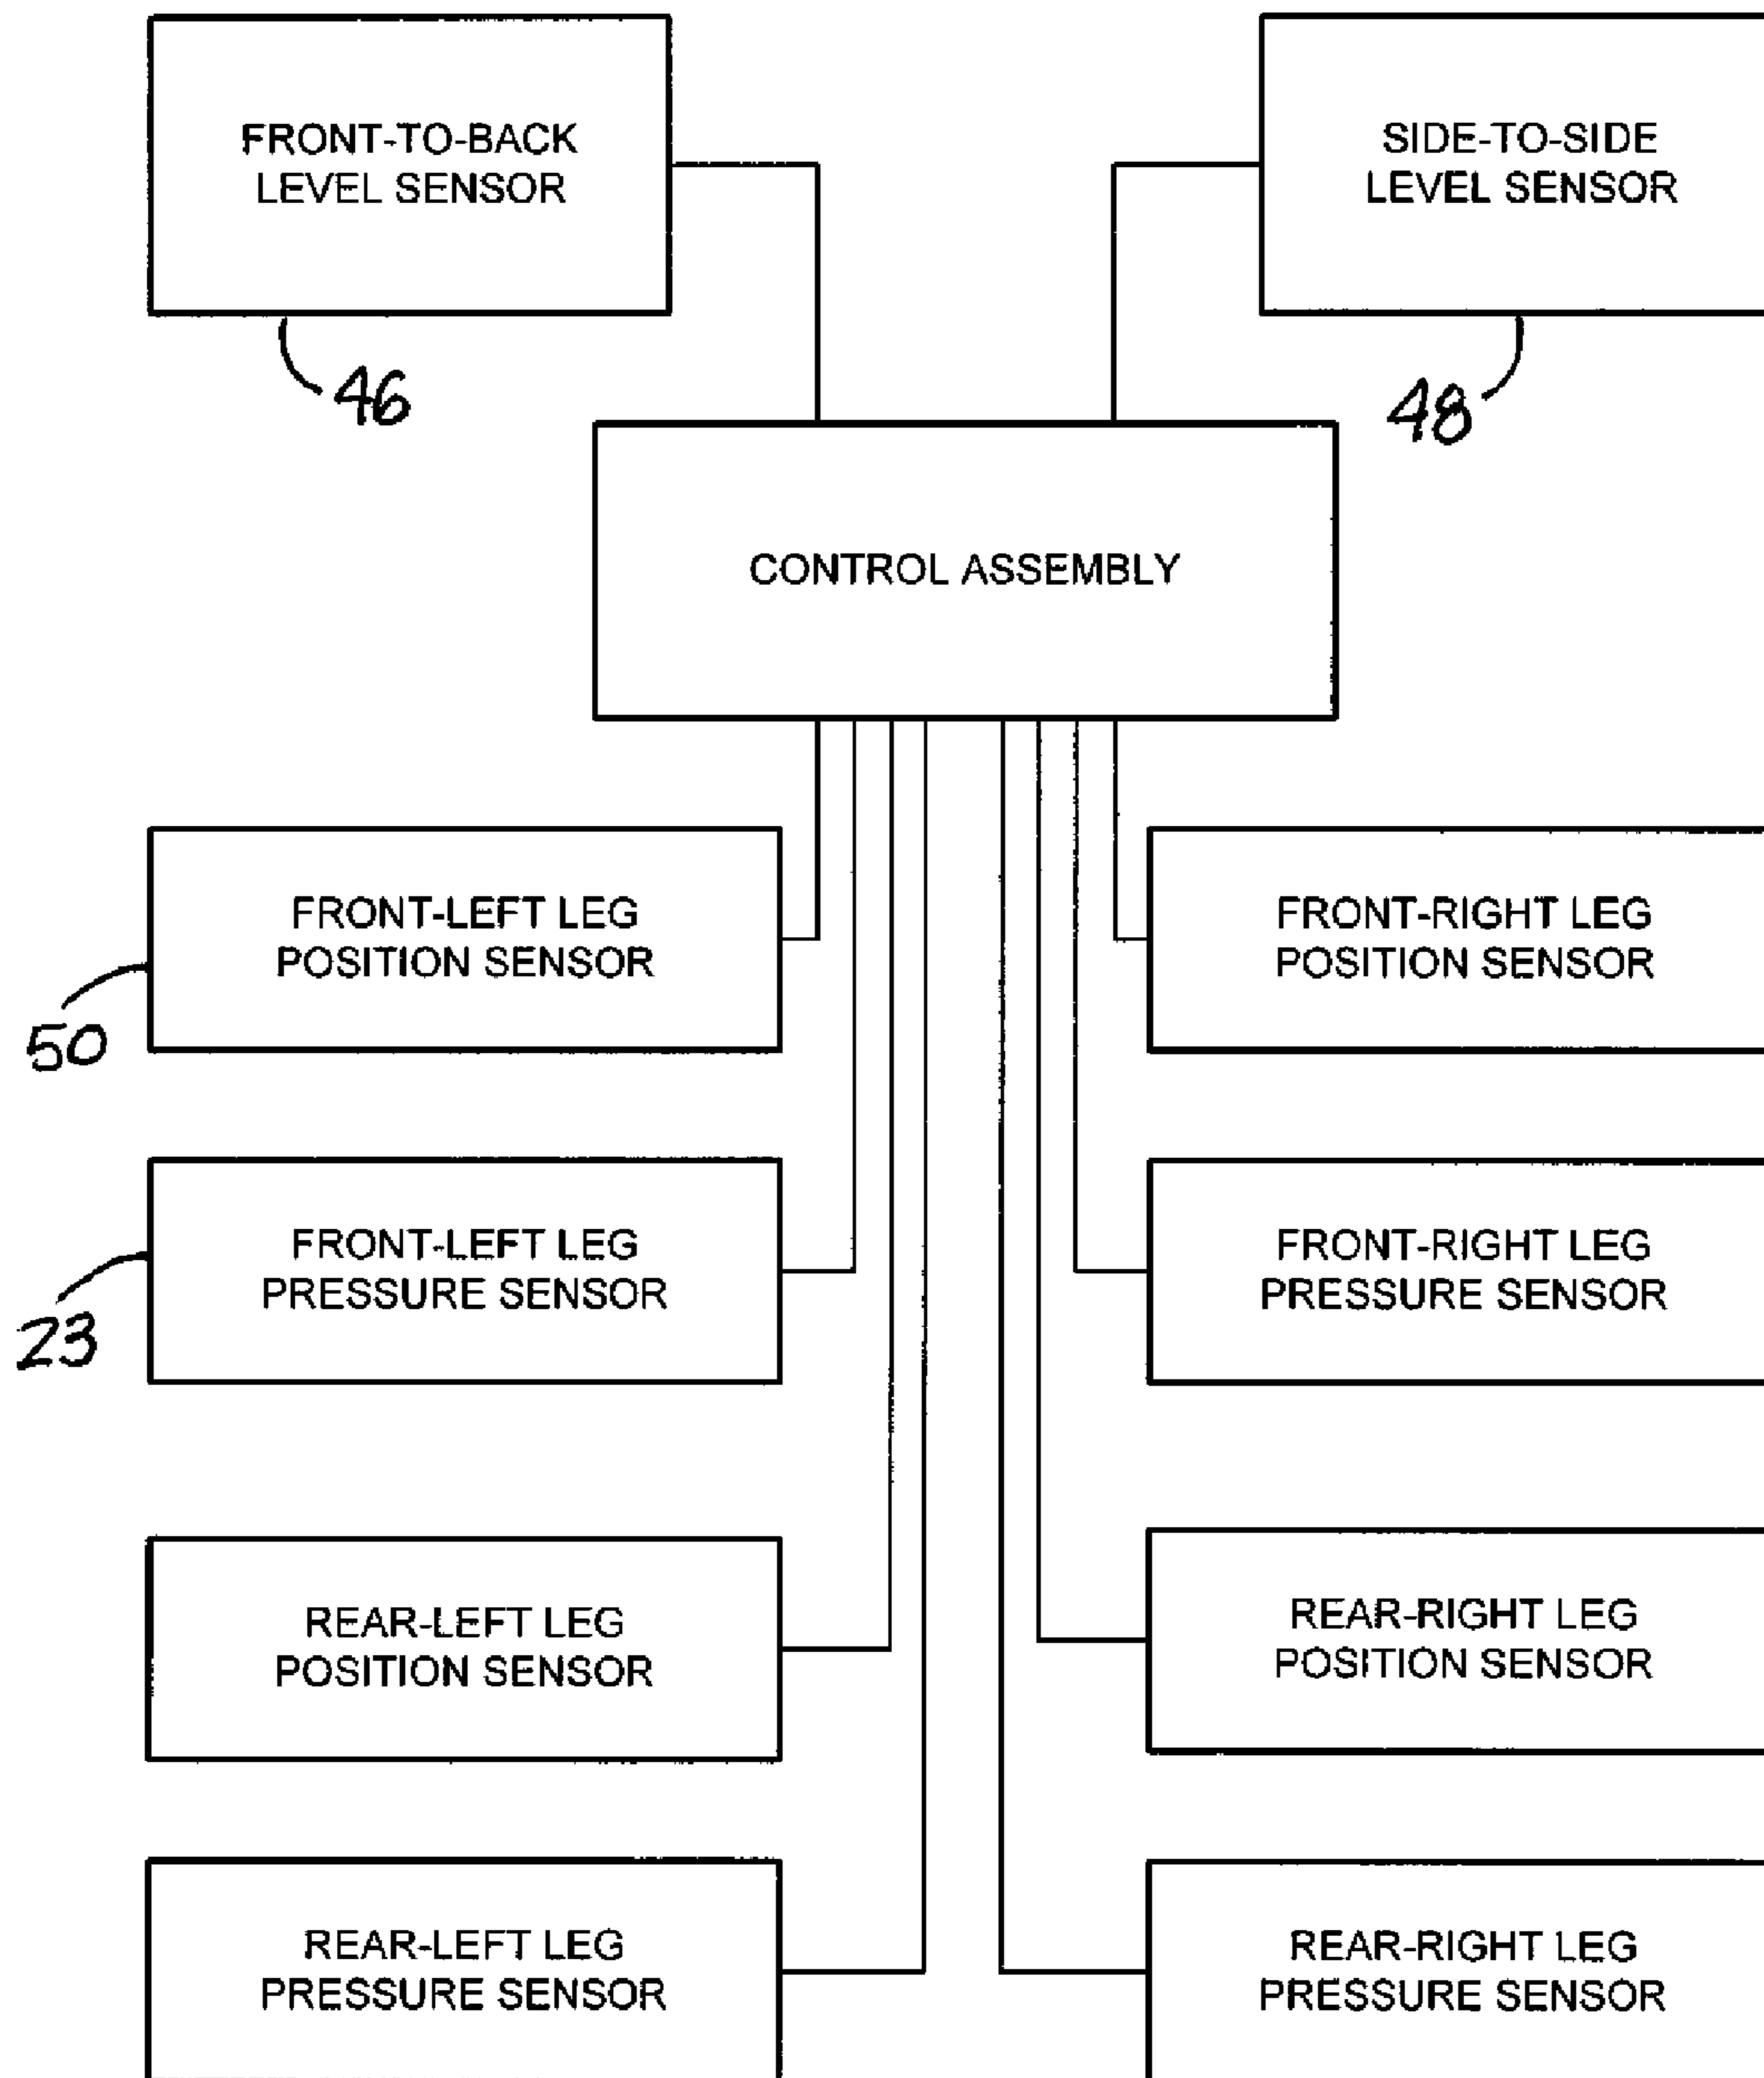 FRONT-TO-BACK
LEVEL SENSOR
SIDE-TO-SIDE
LEVEL SENSOR
46
48
CONTROL ASSEMBLY
FRONT-LEFT LEG
POSITION SENSOR
FRONT-RIGHT LEG
POSITION SENSOR
50
FRONT-LEFT LEG
PRESSURE SENSOR
FRONT-RIGHT LEG
PRESSURE SENSOR
23
REAR-LEFT LEG
POSITION SENSOR
REAR-RIGHT LEG
POSITION SENSOR
REAR-LEFT LEG
PRESSURE SENSOR
REAR-RIGHT LEG
PRESSURE SENSOR